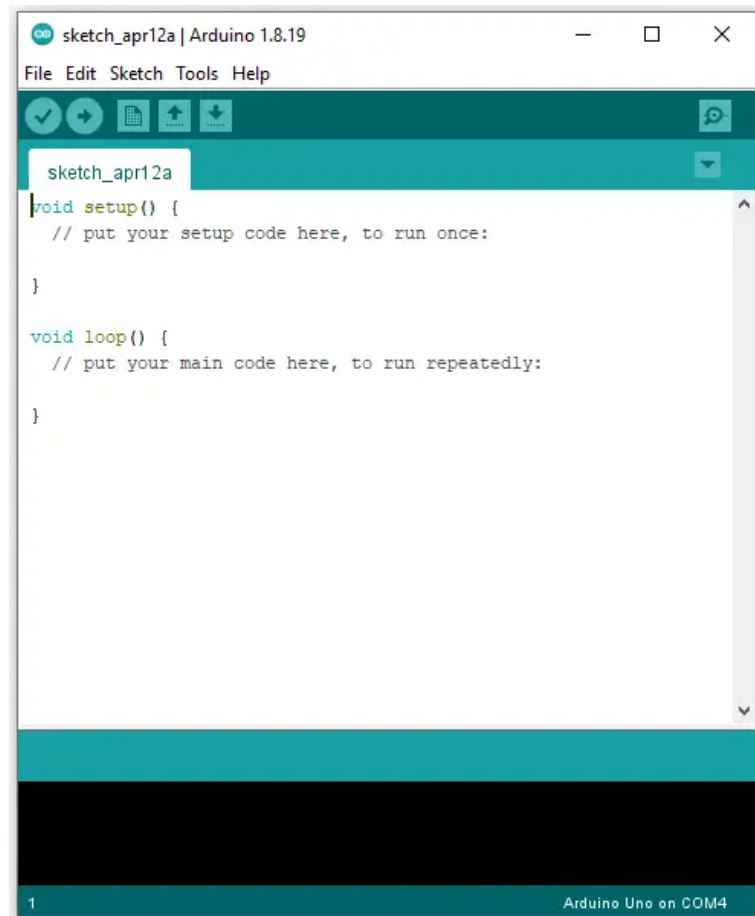 sketch_apr12a | Arduino 1.8.19
File Edit Sketch Tools Help
sketch_apr12a
void setup() {
  // put your setup code here, to run once:
}
void loop() {
  // put your main code here, to run repeatedly:
}
1 Arduino Uno on COM4